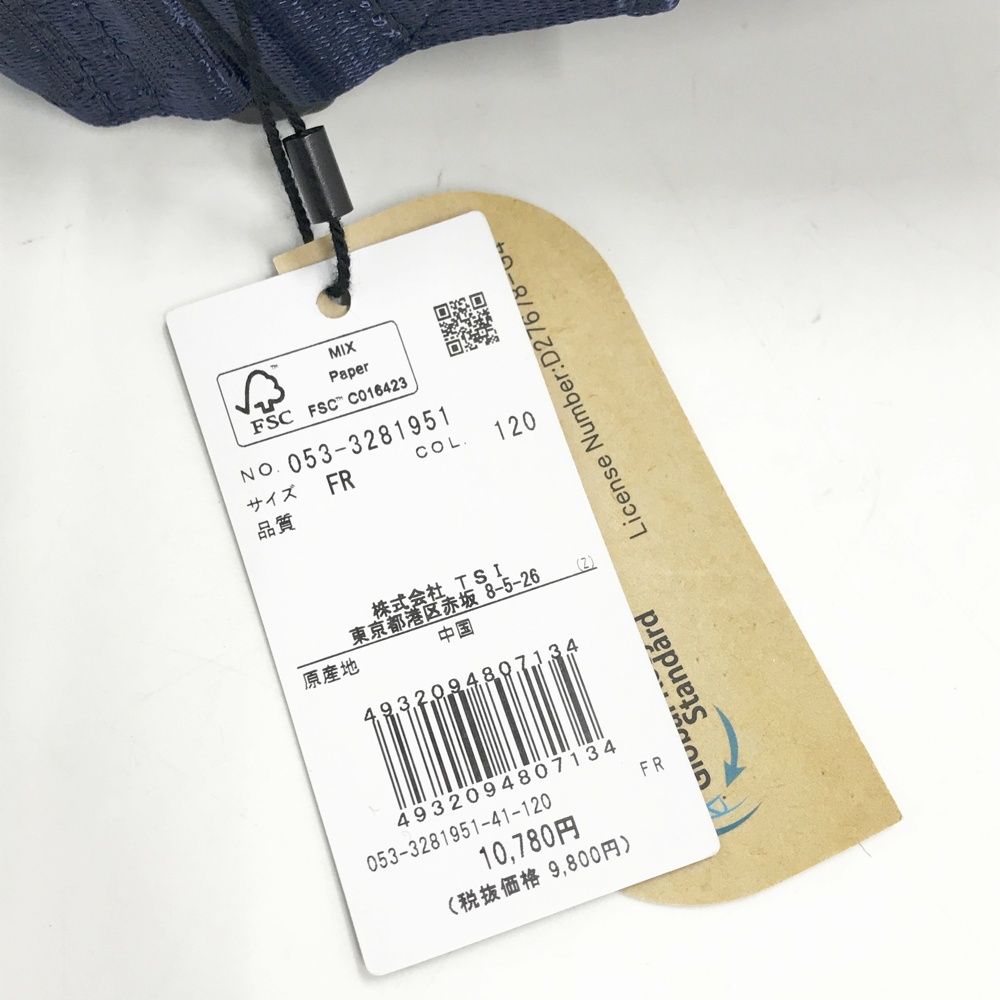 MIX
Paper
FSC™ C016423
FSC
NO. 053-3281951
COL. 120
サイズ FR
品質
株式会社 TSI
東京都港区赤坂 8-5-26 (Z)
原産地 中国
4932094807134
4932094807134
FR
053-3281951-41-120
10,780円
(税抜価格 9,800円)
License Number:D27678-04
Global
Standard